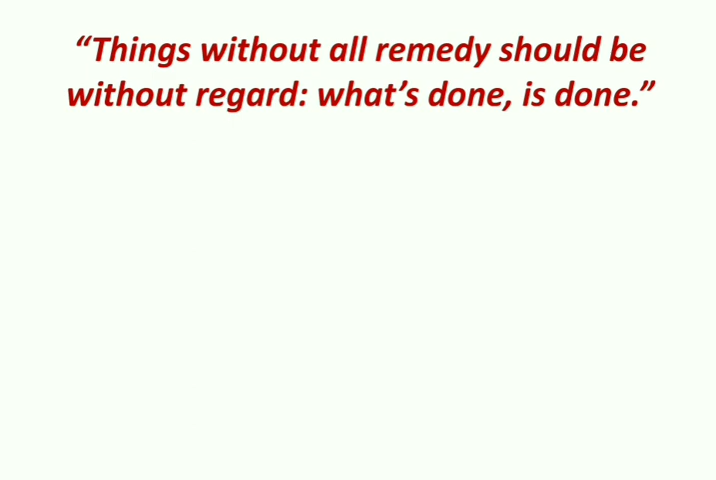 “Things without all remedy should be
without regard: what’s done, is done.”